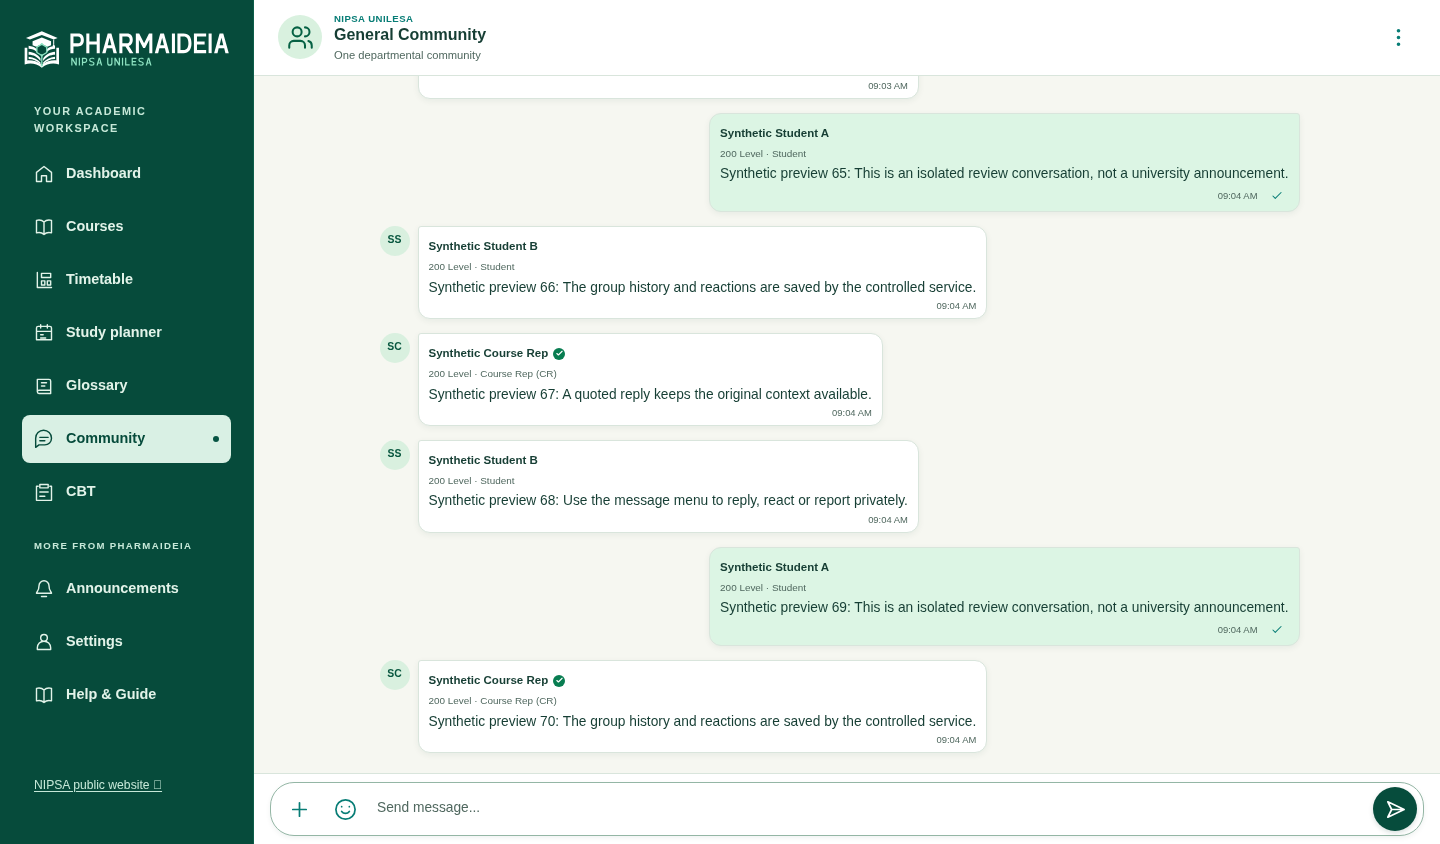 PHARMAIDEIA
NIPSA UNILESA
YOUR ACADEMIC
WORKSPACE
Dashboard
Courses
Timetable
Study planner
Glossary
Community
CBT
MORE FROM PHARMAIDEIA
Announcements
Settings
Help & Guide
NIPSA public website
NIPSA UNILESA
General Community
One departmental community
09:03 AM
Synthetic Student A
200 Level · Student
Synthetic preview 65: This is an isolated review conversation, not a university announcement.
09:04 AM
SS
Synthetic Student B
200 Level · Student
Synthetic preview 66: The group history and reactions are saved by the controlled service.
09:04 AM
SC
Synthetic Course Rep
200 Level · Course Rep (CR)
Synthetic preview 67: A quoted reply keeps the original context available.
09:04 AM
SS
Synthetic Student B
200 Level · Student
Synthetic preview 68: Use the message menu to reply, react or report privately.
09:04 AM
Synthetic Student A
200 Level · Student
Synthetic preview 69: This is an isolated review conversation, not a university announcement.
09:04 AM
SC
Synthetic Course Rep
200 Level · Course Rep (CR)
Synthetic preview 70: The group history and reactions are saved by the controlled service.
09:04 AM
Send message...